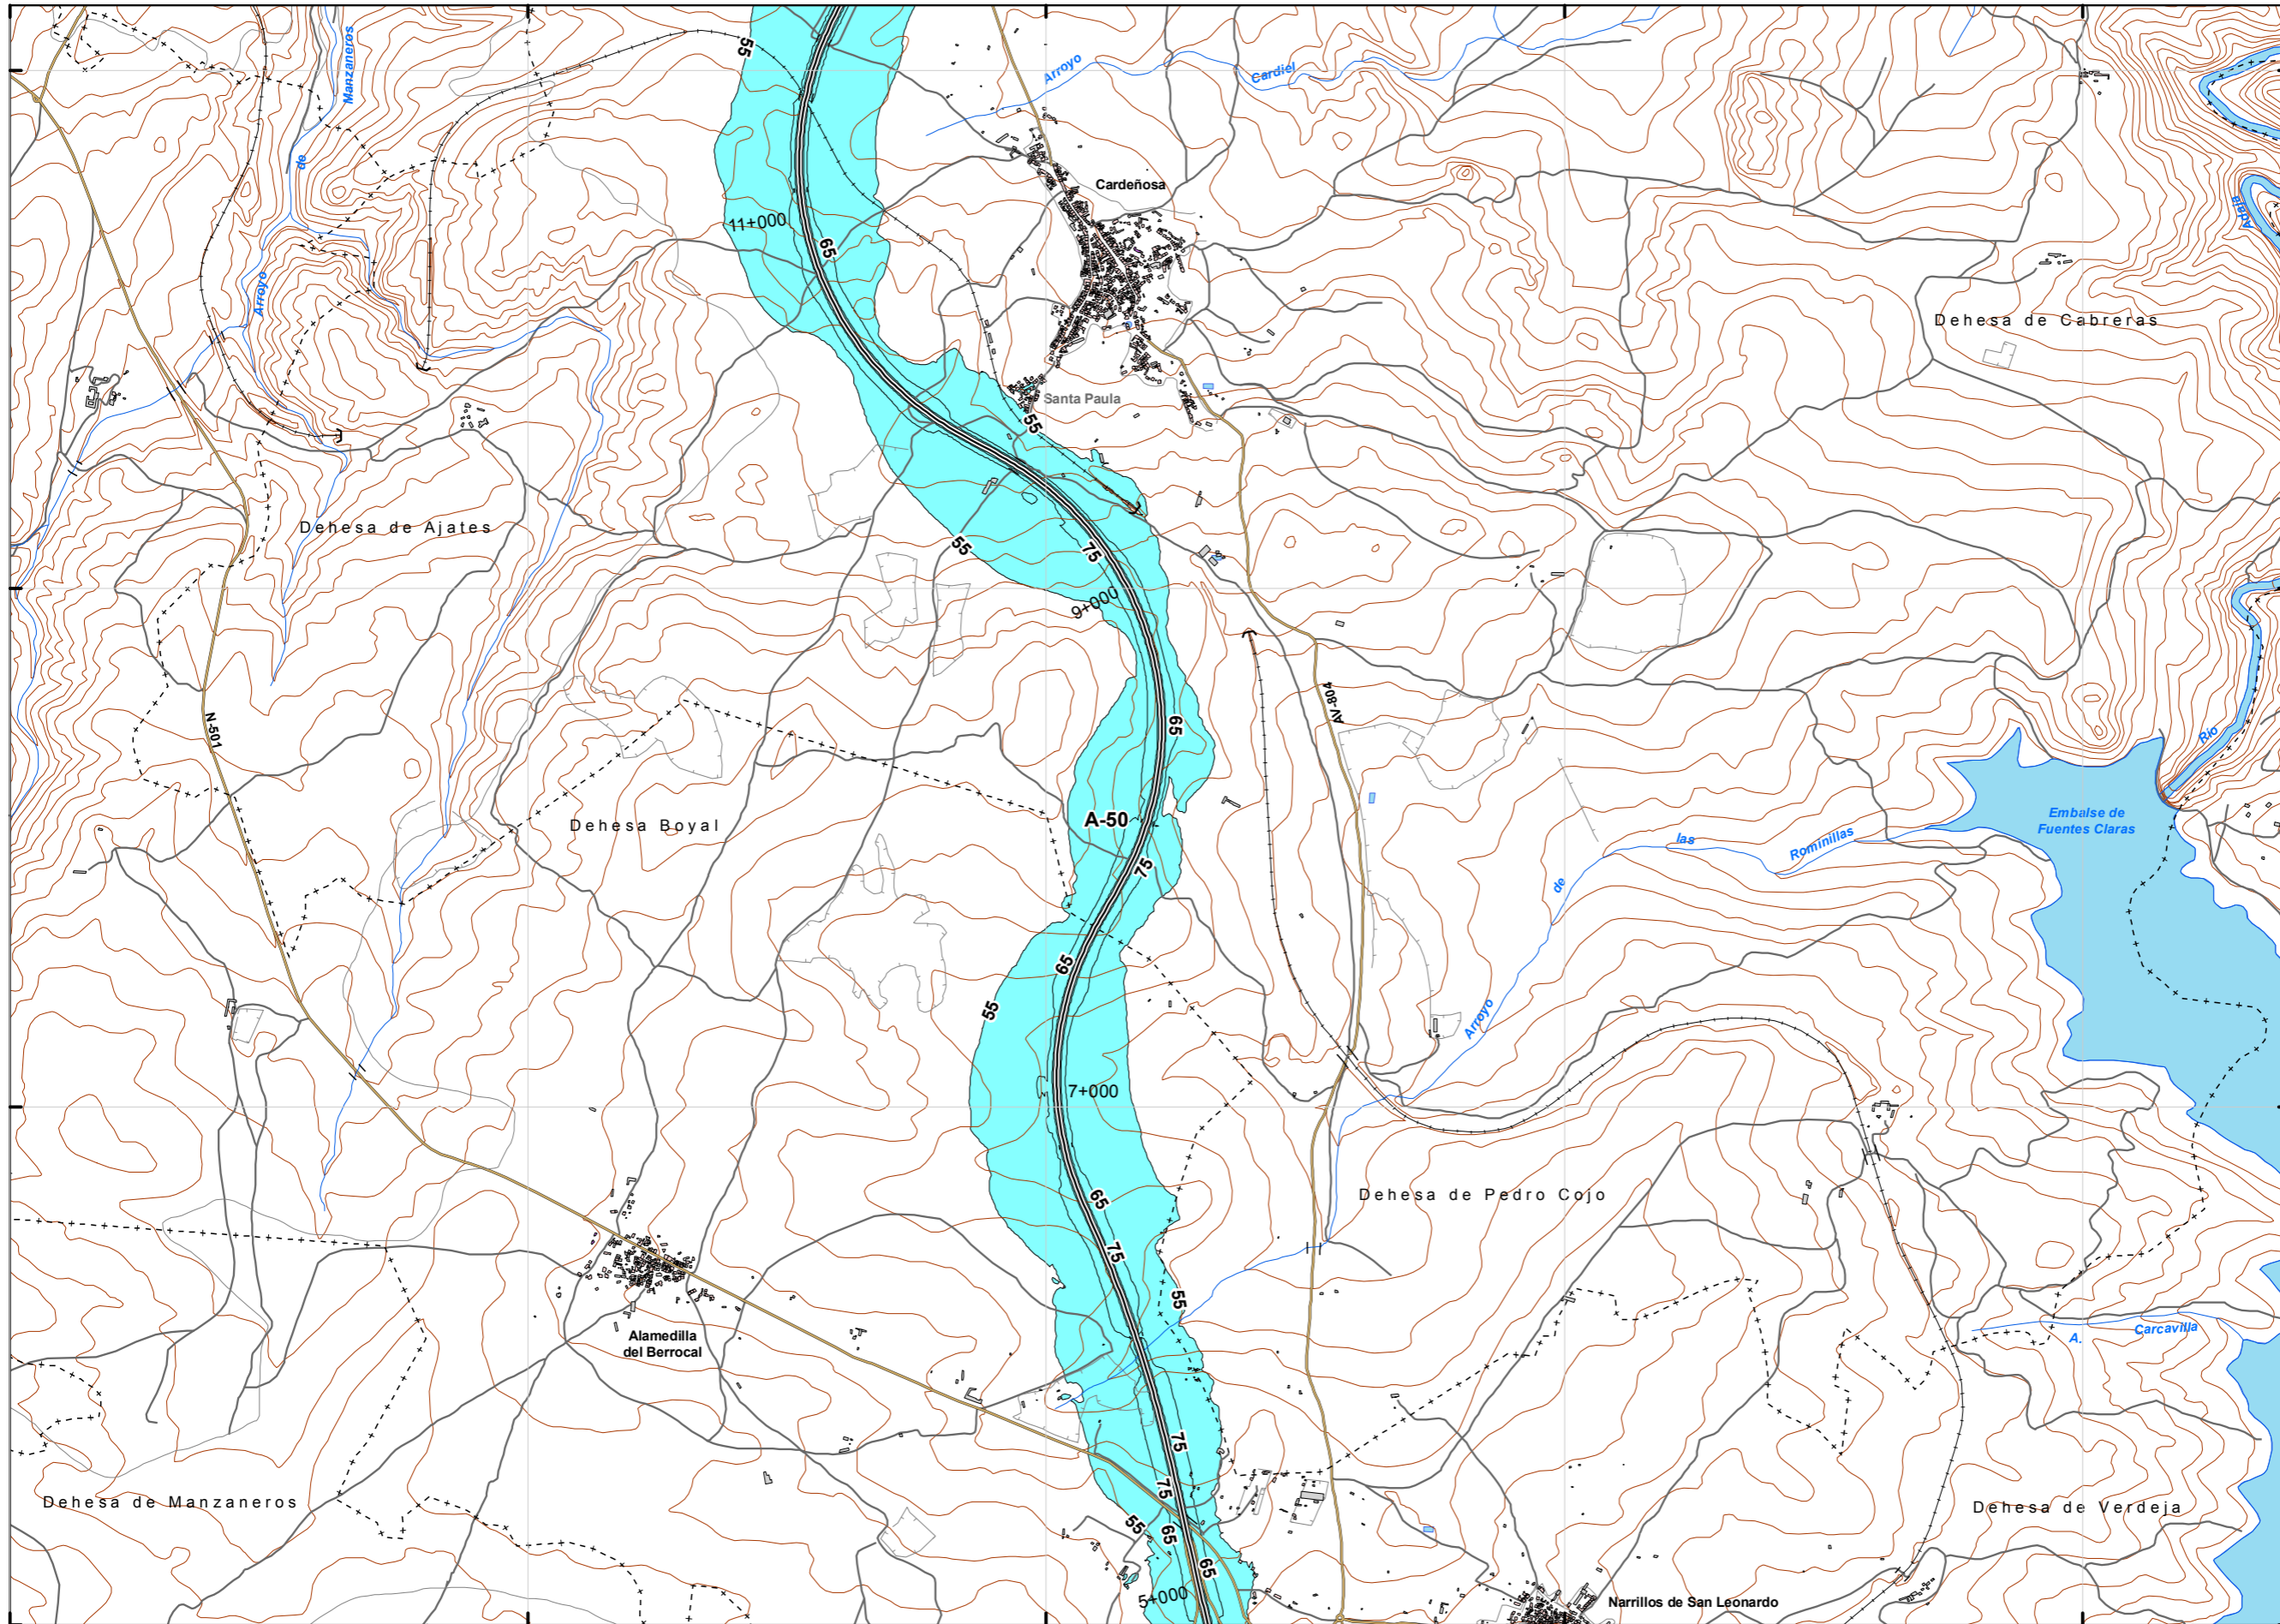 55
Manzaneros
de
Arroyo
Arroyo
Cardiel
Cardeñosa
11+000
65
Adaja
Dehesa de Cabreras
Santa Paula
55
Dehesa de Ajates
55
75
9+000
N-501
65
AV-804
Río
A-50
Dehesa Boyal
Embalse de
Fuentes Claras
75
las
Rominillas
de
Arroyo
65
55
7+000
65
75
Dehesa de Pedro Cojo
55
Alamedilla
del Berrocal
A.
Carcavilla
75
75
Dehesa de Manzaneros
Dehesa de Verdeja
55
65
65
5+000
Narrillos de San Leonardo